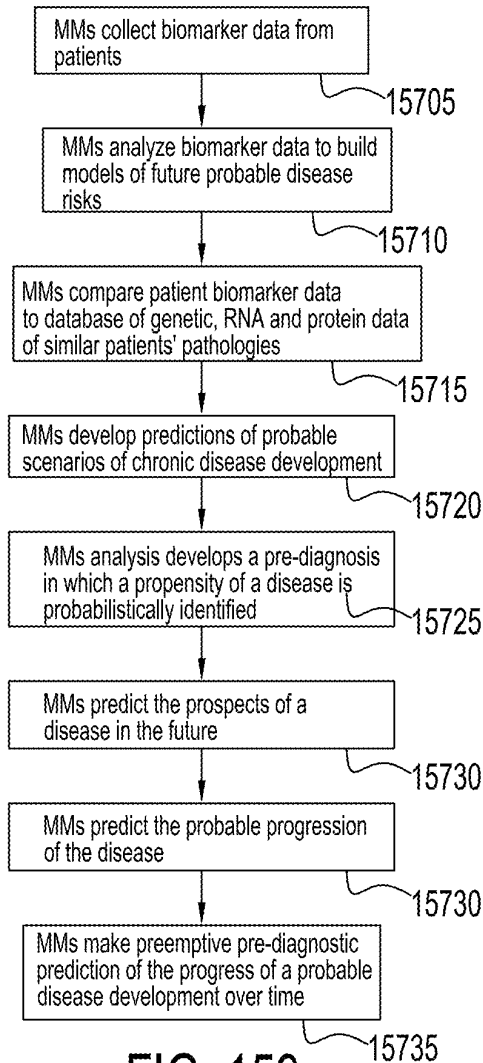 MMs collect biomarker data from
patients
15705
MMs analyze biomarker data to build
models of future probable disease
risks
15710
MMs compare patient biomarker data
to database of genetic, RNA and protein data
of similar patients' pathologies
15715
MMs develop predictions of probable
scenarios of chronic disease development
15720
MMs analysis develops a pre-diagnosis
in which a propensity of a disease is
probabilistically identified
15725
MMs predict the prospects of a
disease in the future
15730
MMs predict the probable progression
of the disease
15730
MMs make preemptive pre-diagnostic
prediction of the progress of a probable
disease development over time
15735